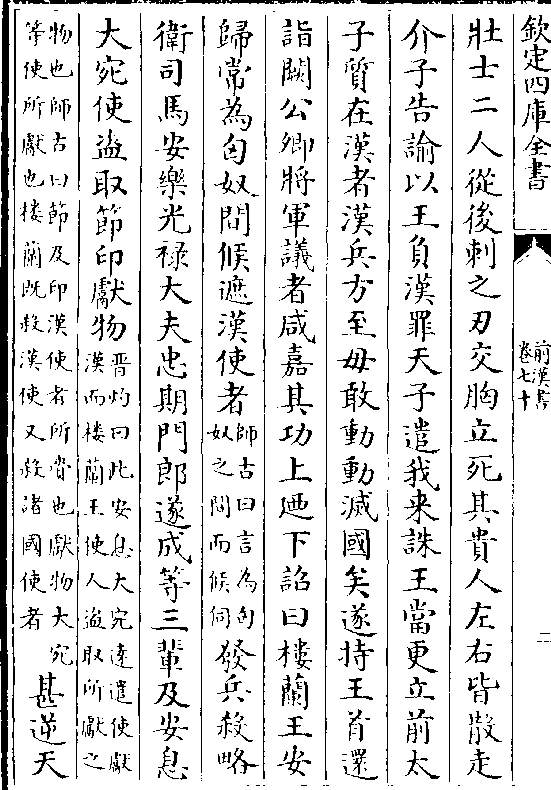 欽定四庫全書
前漢書
卷七十
二
壯士二人從後刺之刃交胸立死其貴人左右皆散走
介子告諭以王負漢罪天子遣我来誅王當更立前太
子質在漢者漢兵方至毋敢動動滅國矣遂持王首還
詣闕公卿將軍議者咸嘉其功上廼下詔曰樓蘭王安
歸常為匈奴間候遮漢使者師古曰言為匈
奴之間而候伺發兵殺略
衛司馬安樂光祿大夫忠期門郎遂成等三輩及安息
大宛使盜取節印獻物晋灼曰此安息大宛遠遣使獻
漢而樓蘭王使人盜取所獻之
物也師古曰節及印漢使者所賫也獻物大宛
等使所獻也樓蘭既殺漢使又殺諸國使者甚逆天